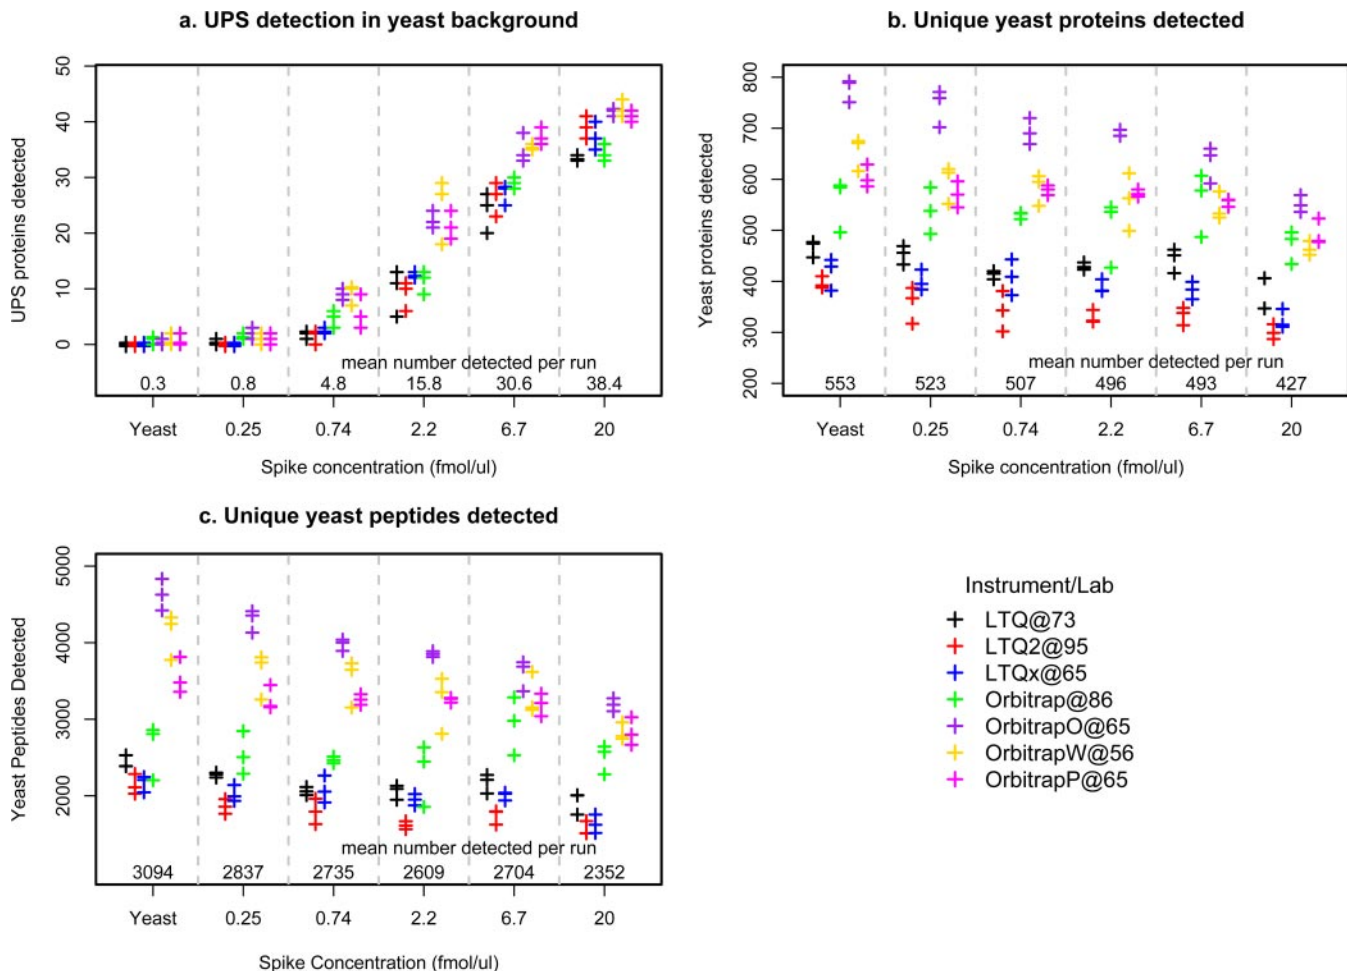 a. UPS detection in yeast background
UPS proteins detected
50
40
30
20
10
0
mean number detected per run
0.3 0.8 4.8 15.8 30.6 38.4
Yeast 0.25 0.74 2.2 6.7 20
Spike concentration (fmol/ul)
b. Unique yeast proteins detected
Yeast proteins detected
800
700
600
500
400
300
200
mean number detected per run
553 523 507 496 493 427
Yeast 0.25 0.74 2.2 6.7 20
Spike concentration (fmol/ul)
c. Unique yeast peptides detected
Yeast Peptides Detected
5000
4000
3000
2000
mean number detected per run
3094 2837 2735 2609 2704 2352
Yeast 0.25 0.74 2.2 6.7 20
Spike Concentration (fmol/ul)
Instrument/Lab
LTQ@73
LTQ2@95
LTQx@65
Orbitrap@86
OrbitrapO@65
OrbitrapW@56
OrbitrapP@65